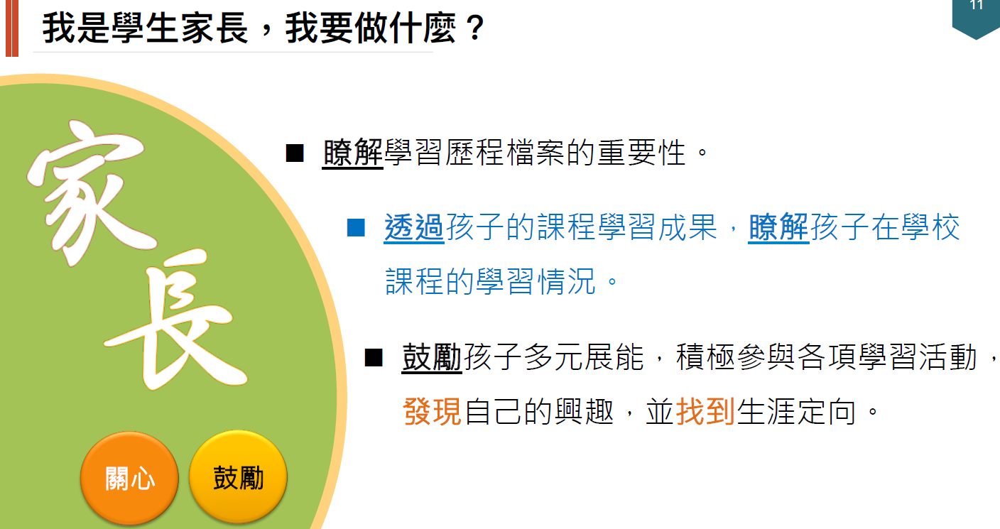 11
我是學生家長，我要做什麼？
家長
■ 瞭解學習歷程檔案的重要性。
■ 透過孩子的課程學習成果，瞭解孩子在學校
課程的學習情況。
■ 鼓勵孩子多元展能，積極參與各項學習活動，
發現自己的興趣，並找到生涯定向。
關心
鼓勵